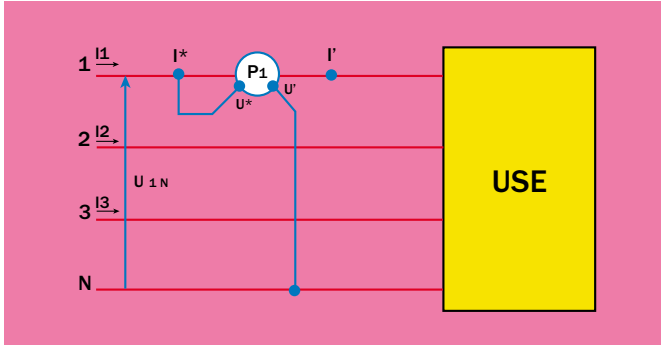 1 I1 I* P1 I’
U* U’
2 I2
U 1 N
USE
3 I3
N